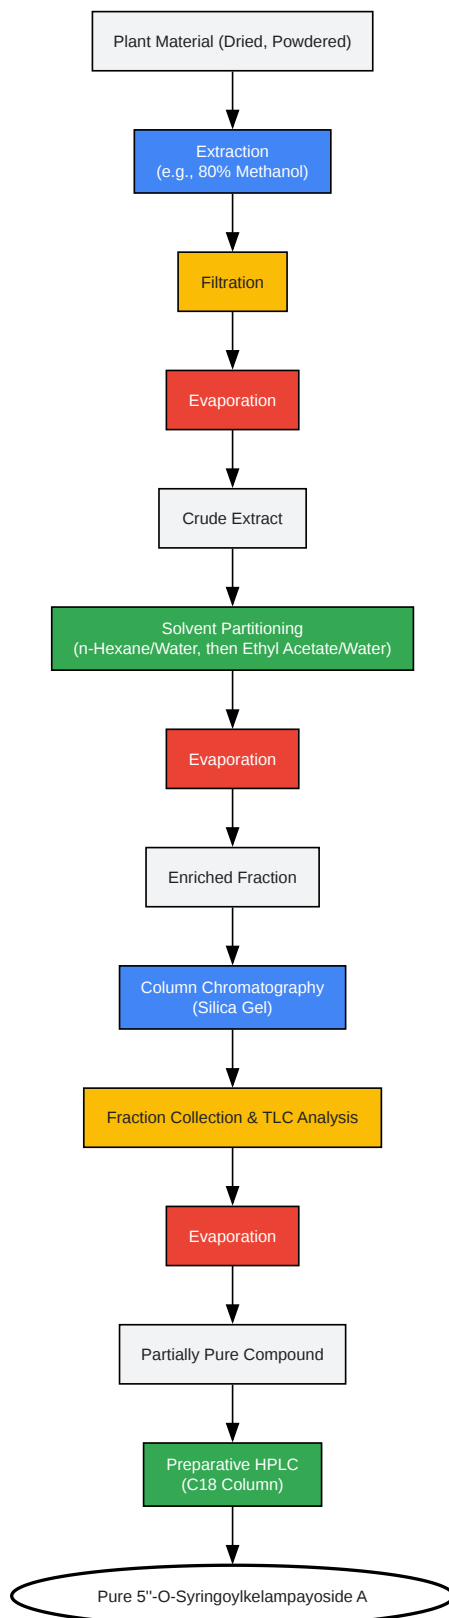 Plant Material (Dried, Powdered)
Extraction
(e.g., 80% Methanol)
Filtration
Evaporation
Crude Extract
Solvent Partitioning
(n-Hexane/Water, then Ethyl Acetate/Water)
Evaporation
Enriched Fraction
Column Chromatography
(Silica Gel)
Fraction Collection & TLC Analysis
Evaporation
Partially Pure Compound
Preparative HPLC
(C18 Column)
Pure 5''-O-Syringoylkelampayoside A